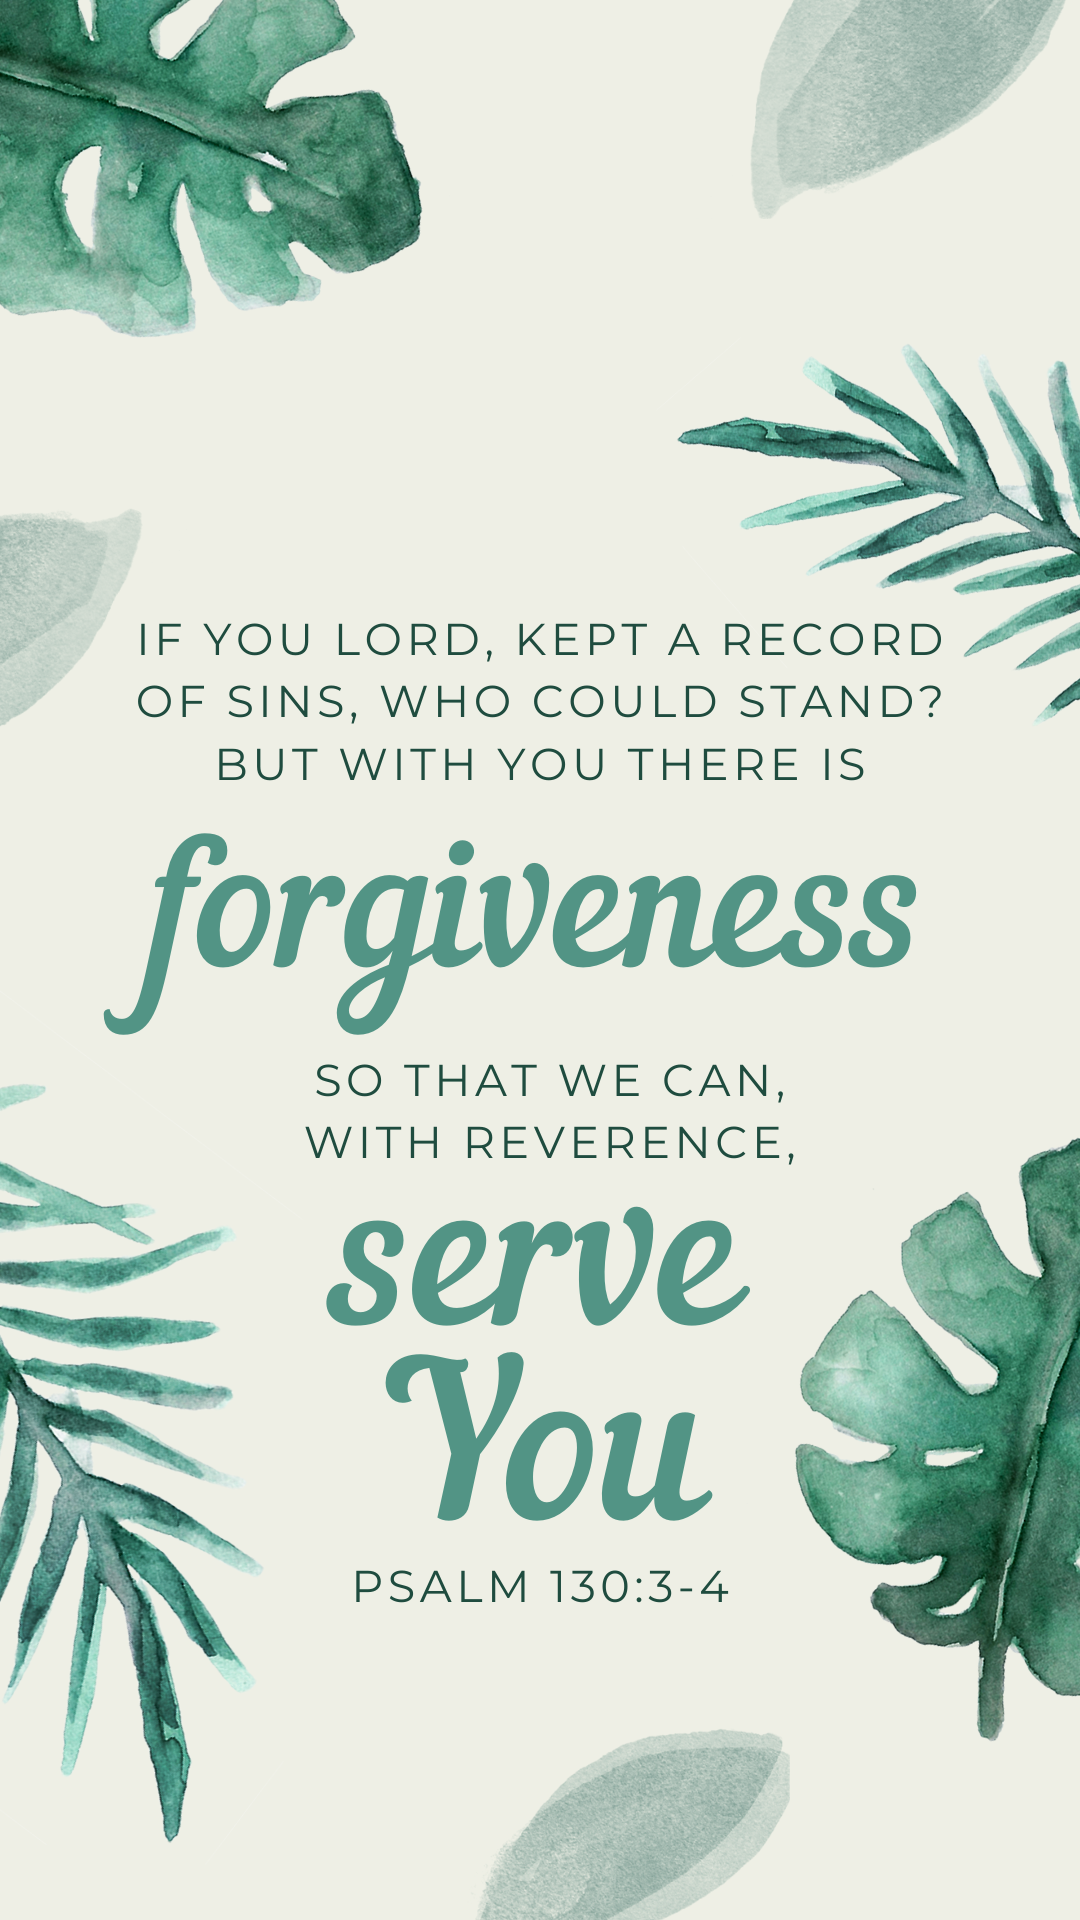 IF YOU LORD, KEPT A RECORD
OF SINS, WHO COULD STAND?
BUT WITH YOU THERE IS
forgiveness
SO THAT WE CAN,
WITH REVERENCE,
serve
You
PSALM 130:3-4